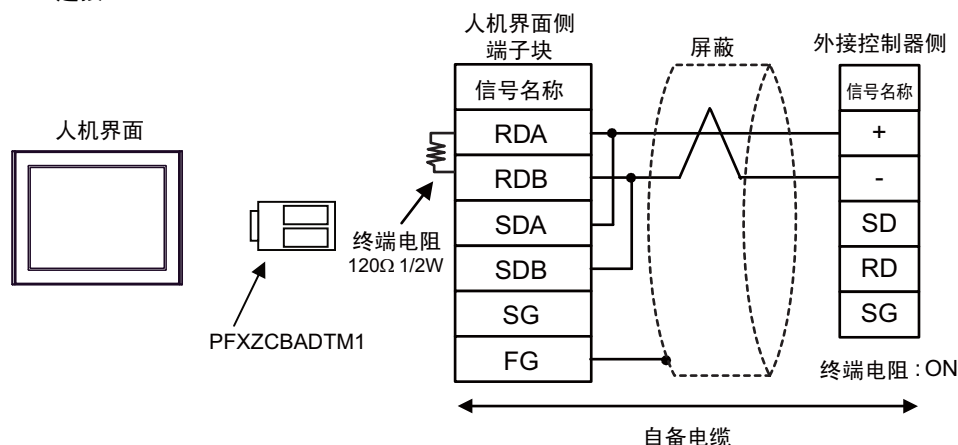 人机界面
PFXZCBADTM1
终端电阻
120Ω 1/2W
人机界面侧
端子块
信号名称
RDA
RDB
SDA
SDB
SG
FG
屏蔽
外接控制器侧
信号名称
+
-
SD
RD
SG
终端电阻 : ON
自备电缆